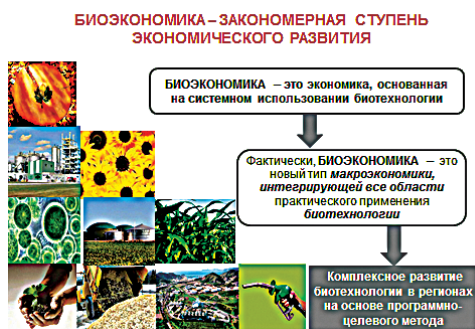 БИОЭКОНОМИКА – ЗАКОНОМЕРНАЯ СТУПЕНЬ
ЭКОНОМИЧЕСКОГО РАЗВИТИЯ
БИОЭКОНОМИКА – это экономика, основанная
на системном использовании биотехнологии
Фактически, БИОЭКОНОМИКА – это
новый тип макроэкономики,
интегрирующей все области
практического применения
биотехнологии
Комплексное развитие
биотехнологии в регионах
на основе программно-
целевого метода